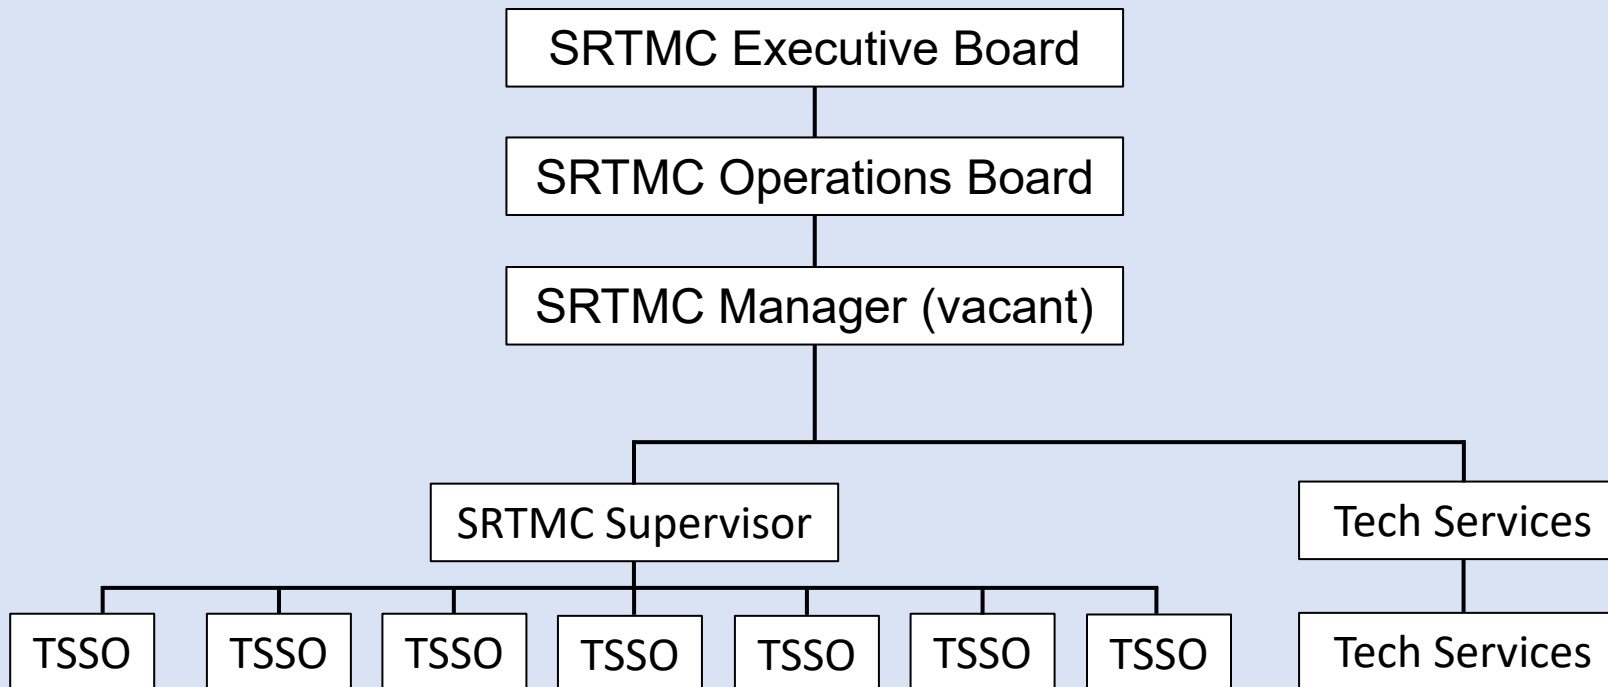 SRTMC Executive Board
SRTMC Operations Board
SRTMC Manager (vacant)
SRTMC Supervisor
Tech Services
TSSO
TSSO
TSSO
TSSO
TSSO
TSSO
TSSO
Tech Services